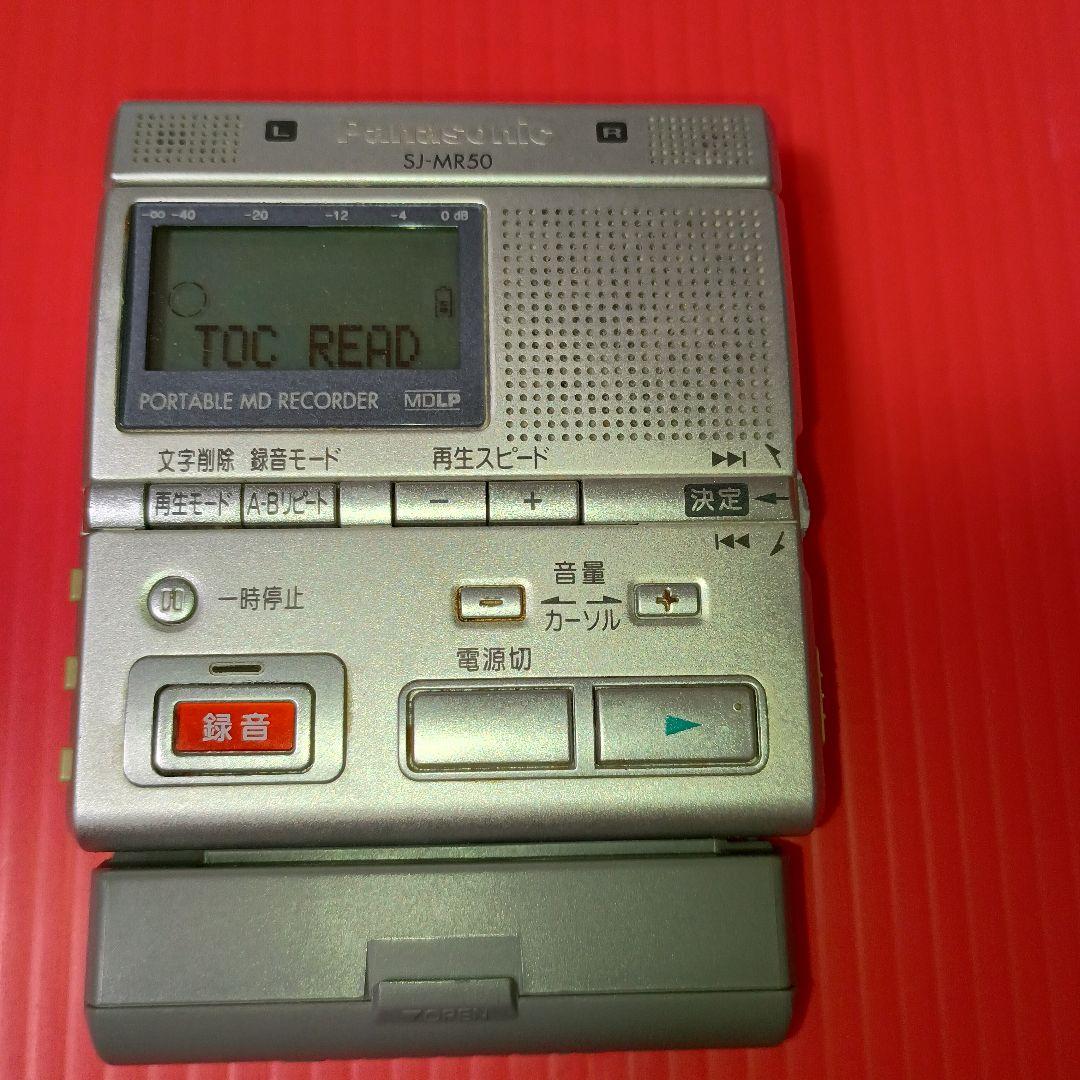 L Panasonic R
SJ-MR50
-∞ -40 -20 -12 -4 0 dB
TOC READ
PORTABLE MD RECORDER MDLP
文字削除 録音モード 再生スピード
再生モード A-Bリピート − + 決定
一時停止
音量
− +
カーソル
電源切
録音
OPEN